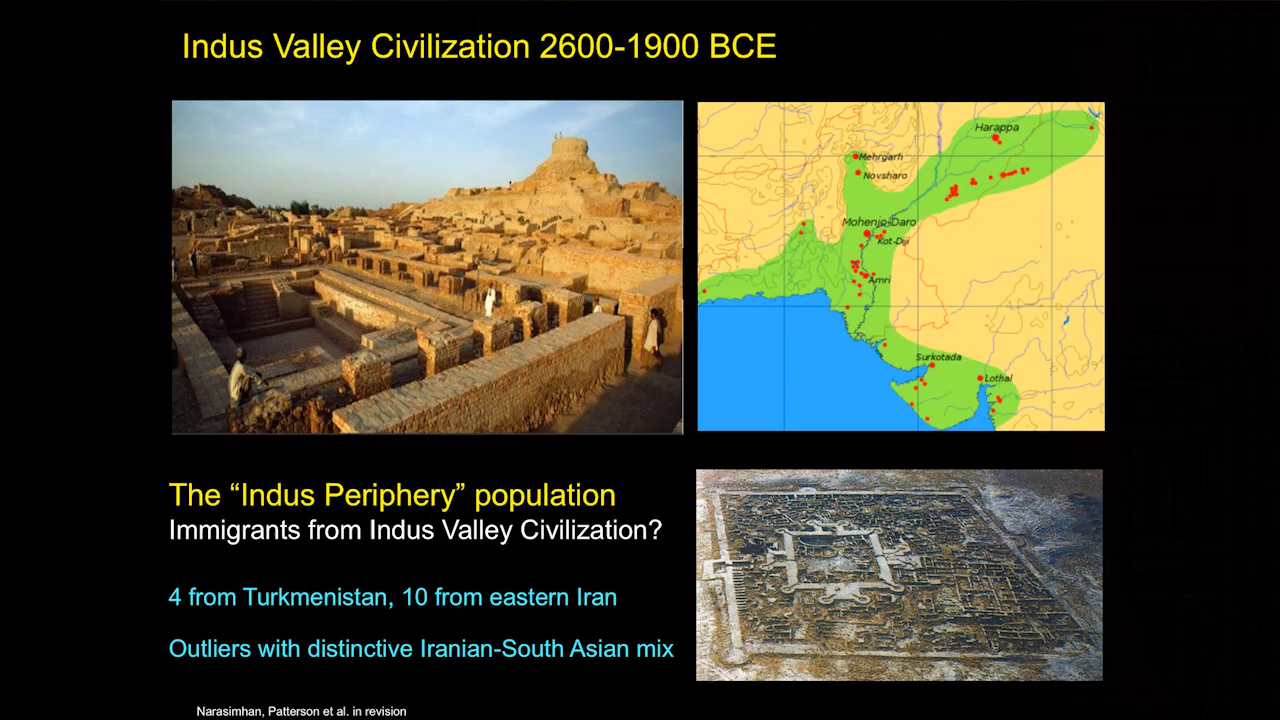 Indus Valley Civilization 2600-1900 BCE
Harappa
Mehrgarh
Novsharo
Mohenjo-Daro
Kot-Diji
Amri
Surkotada
Lothal
The “Indus Periphery” population
Immigrants from Indus Valley Civilization?
4 from Turkmenistan, 10 from eastern Iran
Outliers with distinctive Iranian-South Asian mix
Narasimhan, Patterson et al. in revision